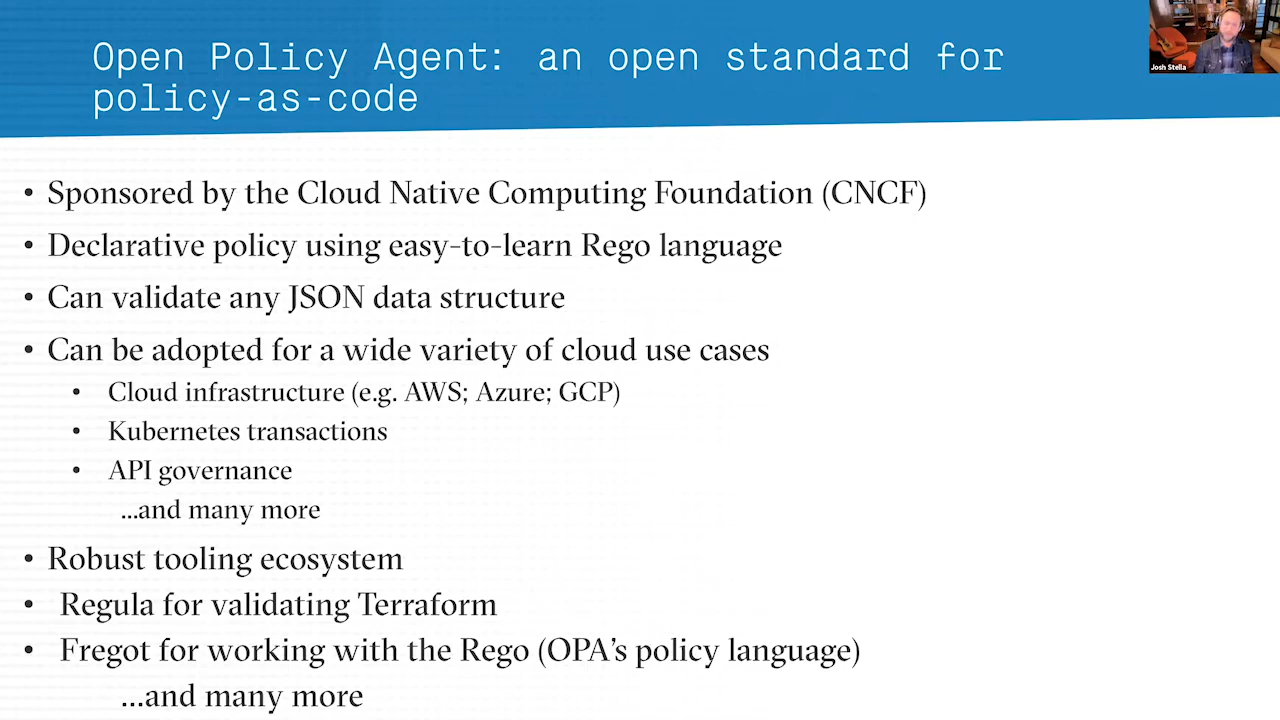 Open Policy Agent: an open standard for
policy-as-code
Josh Stella
• Sponsored by the Cloud Native Computing Foundation (CNCF)
• Declarative policy using easy-to-learn Rego language
• Can validate any JSON data structure
• Can be adopted for a wide variety of cloud use cases
• Cloud infrastructure (e.g. AWS; Azure; GCP)
• Kubernetes transactions
• API governance
...and many more
• Robust tooling ecosystem
• Regula for validating Terraform
• Fregot for working with the Rego (OPA’s policy language)
...and many more